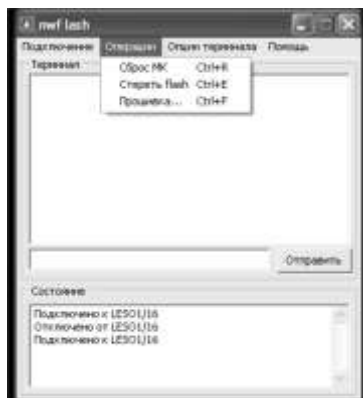 nwf lash
Подключение Операции Опции терминала Помощь
Терминал
Сброс МК Ctrl+R
Стереть flash Ctrl+E
Прошивка... Ctrl+F
Отправить
Состояние
Подключено к LESO1/16
Отключено от LESO1/16
Подключено к LESO1/16